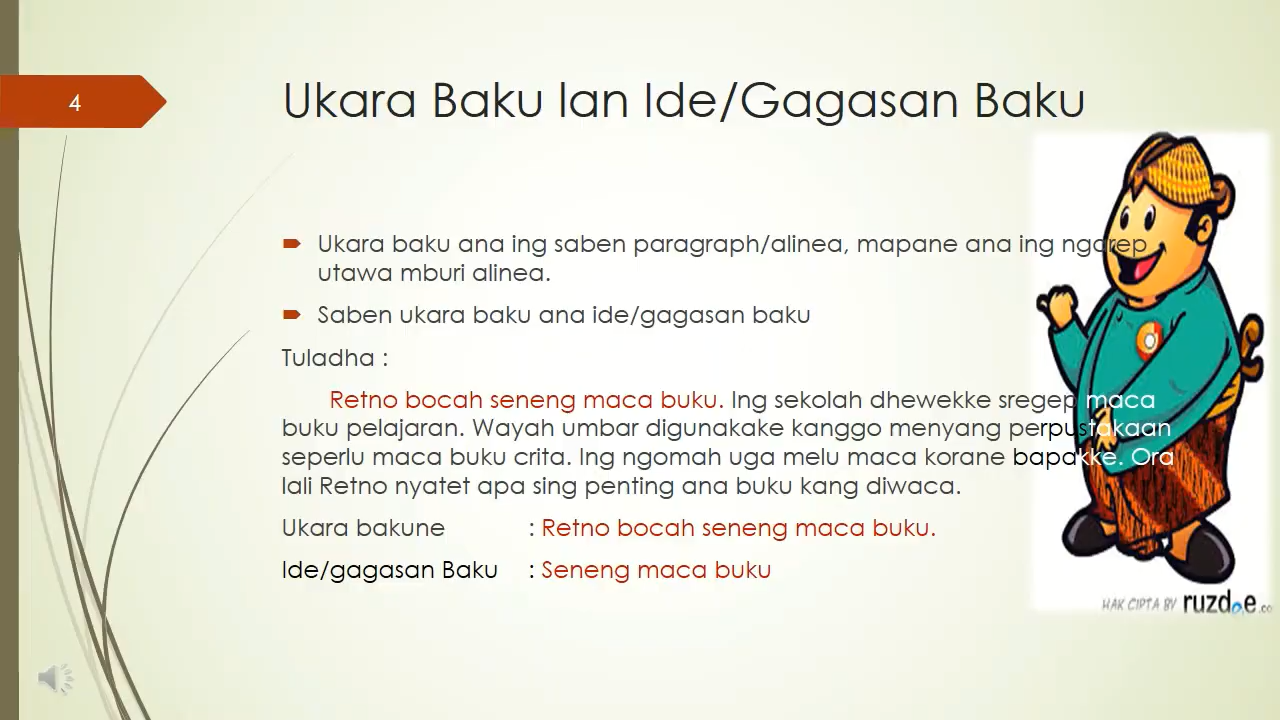 4
Ukara Baku lan Ide/Gagasan Baku
Ukara baku ana ing saben paragraph/alinea, mapane ana ing ngarep
utawa mburi alinea.
Saben ukara baku ana ide/gagasan baku
Tuladha :
Retno bocah seneng maca buku. Ing sekolah dhewekke sregep maca
buku pelajaran. Wayah umbar digunakake kanggo menyang perpustakaan
seperlu maca buku crita. Ing ngomah uga melu maca korane bapakke. Ora
lali Retno nyatet apa sing penting ana buku kang diwaca.
Ukara bakune : Retno bocah seneng maca buku.
Ide/gagasan Baku : Seneng maca buku
HAK CIPTA BY ruzdoe.co